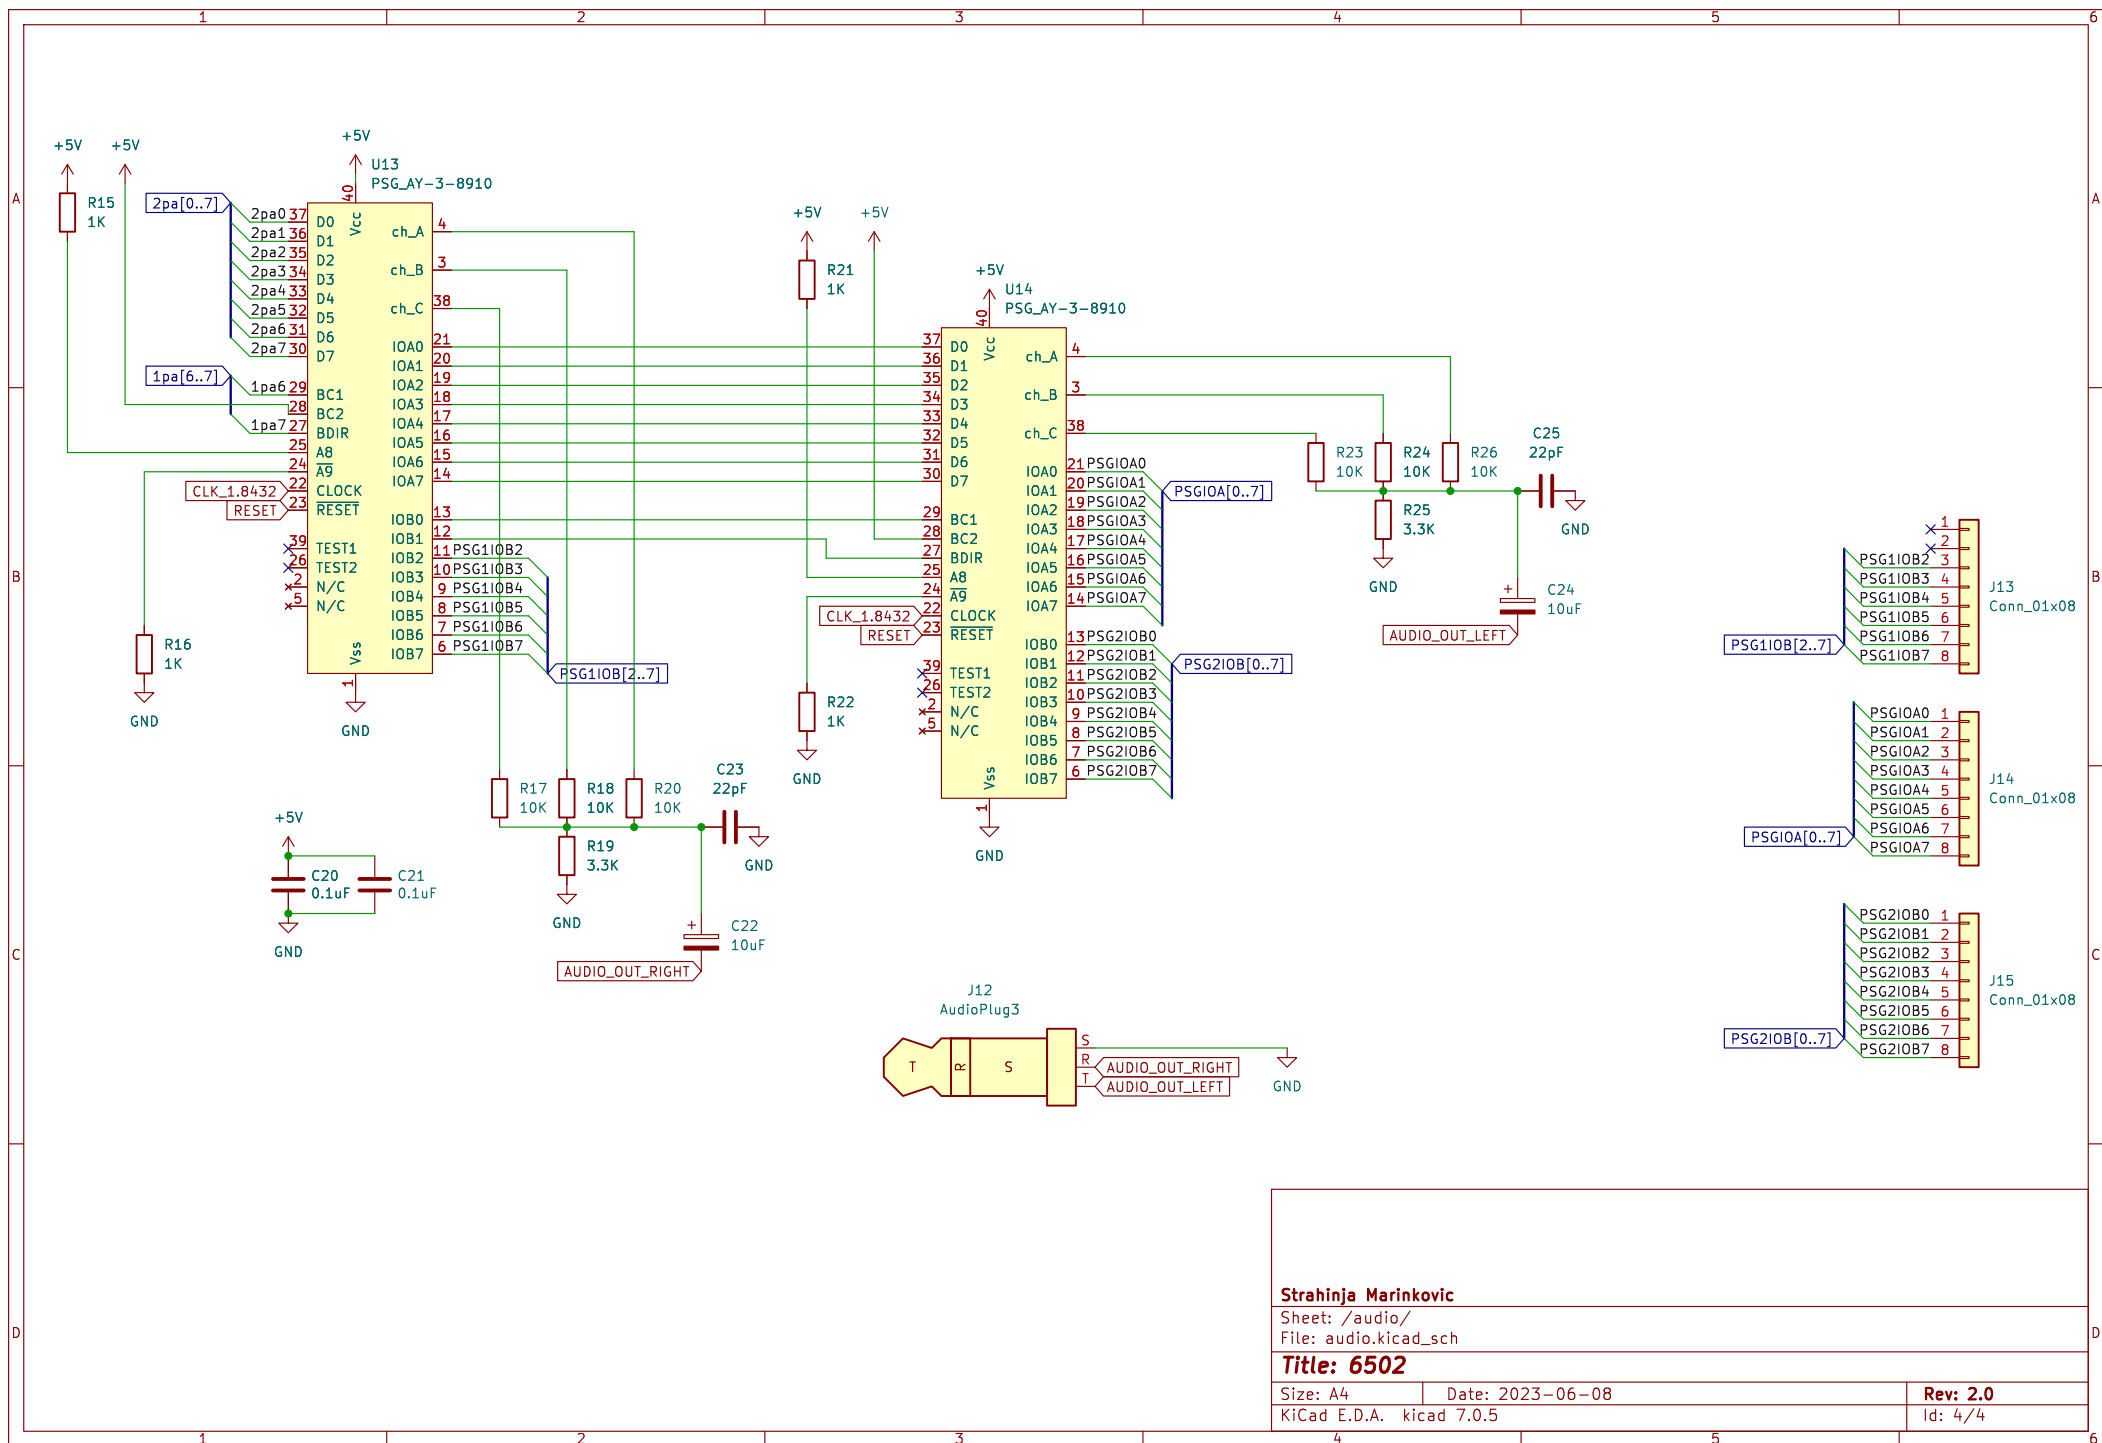 1 2 3 4 5 6
A
B
C
D
+5V
R15
1K
+5V
2pa[0..7]
2pa0
2pa1
2pa2
2pa3
2pa4
2pa5
2pa6
2pa7
1pa[6..7]
1pa6
1pa7
CLK_1.8432
RESET
R16
1K
GND
+5V
U13
PSG_AY-3-8910
40
Vcc
37 D0
36 D1
35 D2
34 D3
33 D4
32 D5
31 D6
30 D7
29 BC1
28 BC2
27 BDIR
25 A8
24 A9
22 CLOCK
23 RESET
39 TEST1
26 TEST2
2 N/C
5 N/C
Vss
1
GND
ch_A 4
ch_B 3
ch_C 38
IOA0 21
IOA1 20
IOA2 19
IOA3 18
IOA4 17
IOA5 16
IOA6 15
IOA7 14
IOB0 13
IOB1 12
IOB2 11 PSG1IOB2
IOB3 10 PSG1IOB3
IOB4 9 PSG1IOB4
IOB5 8 PSG1IOB5
IOB6 7 PSG1IOB6
IOB7 6 PSG1IOB7
PSG1IOB[2..7]
R17
10K
R18
10K
R20
10K
C23
22pF
GND
R19
3.3K
GND
+
C22
10uF
AUDIO_OUT_RIGHT
+5V
C20
0.1uF
C21
0.1uF
GND
+5V
R21
1K
+5V
CLK_1.8432
RESET
R22
1K
GND
+5V
U14
PSG_AY-3-8910
40
Vcc
37 D0
36 D1
35 D2
34 D3
33 D4
32 D5
31 D6
30 D7
29 BC1
28 BC2
27 BDIR
25 A8
24 A9
22 CLOCK
23 RESET
39 TEST1
26 TEST2
2 N/C
5 N/C
Vss
1
GND
ch_A 4
ch_B 3
ch_C 38
IOA0 21 PSGIOA0
IOA1 20 PSGIOA1
IOA2 19 PSGIOA2
IOA3 18 PSGIOA3
IOA4 17 PSGIOA4
IOA5 16 PSGIOA5
IOA6 15 PSGIOA6
IOA7 14 PSGIOA7
PSGIOA[0..7]
IOB0 13 PSG2IOB0
IOB1 12 PSG2IOB1
IOB2 11 PSG2IOB2
IOB3 10 PSG2IOB3
IOB4 9 PSG2IOB4
IOB5 8 PSG2IOB5
IOB6 7 PSG2IOB6
IOB7 6 PSG2IOB7
PSG2IOB[0..7]
R23
10K
R24
10K
R26
10K
C25
22pF
GND
R25
3.3K
GND
+
C24
10uF
AUDIO_OUT_LEFT
J12
AudioPlug3
T R S
S
R AUDIO_OUT_RIGHT
T AUDIO_OUT_LEFT
GND
1
2
PSG1IOB2 3
PSG1IOB3 4
PSG1IOB4 5
PSG1IOB5 6
PSG1IOB6 7
PSG1IOB7 8
PSG1IOB[2..7]
J13
Conn_01x08
PSGIOA0 1
PSGIOA1 2
PSGIOA2 3
PSGIOA3 4
PSGIOA4 5
PSGIOA5 6
PSGIOA6 7
PSGIOA7 8
PSGIOA[0..7]
J14
Conn_01x08
PSG2IOB0 1
PSG2IOB1 2
PSG2IOB2 3
PSG2IOB3 4
PSG2IOB4 5
PSG2IOB5 6
PSG2IOB6 7
PSG2IOB7 8
PSG2IOB[0..7]
J15
Conn_01x08
A
B
C
D
Strahinja Marinkovic
Sheet: /audio/
File: audio.kicad_sch
Title: 6502
Size: A4 Date: 2023-06-08 Rev: 2.0
KiCad E.D.A. kicad 7.0.5 Id: 4/4
1 2 3 4 5 6